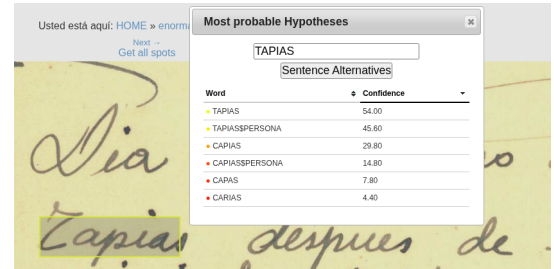 Usted está aquí: HOME » enorma
Next →
Get all spots
Most probable Hypotheses
TAPIAS
Sentence Alternatives
Word Confidence
TAPIAS 54.00
TAPIAS$PERSONA 45.60
CAPIAS 29.80
CAPIAS$PERSONA 14.80
CAPAS 7.80
CARIAS 4.40
Dia
o
Tapias despues de